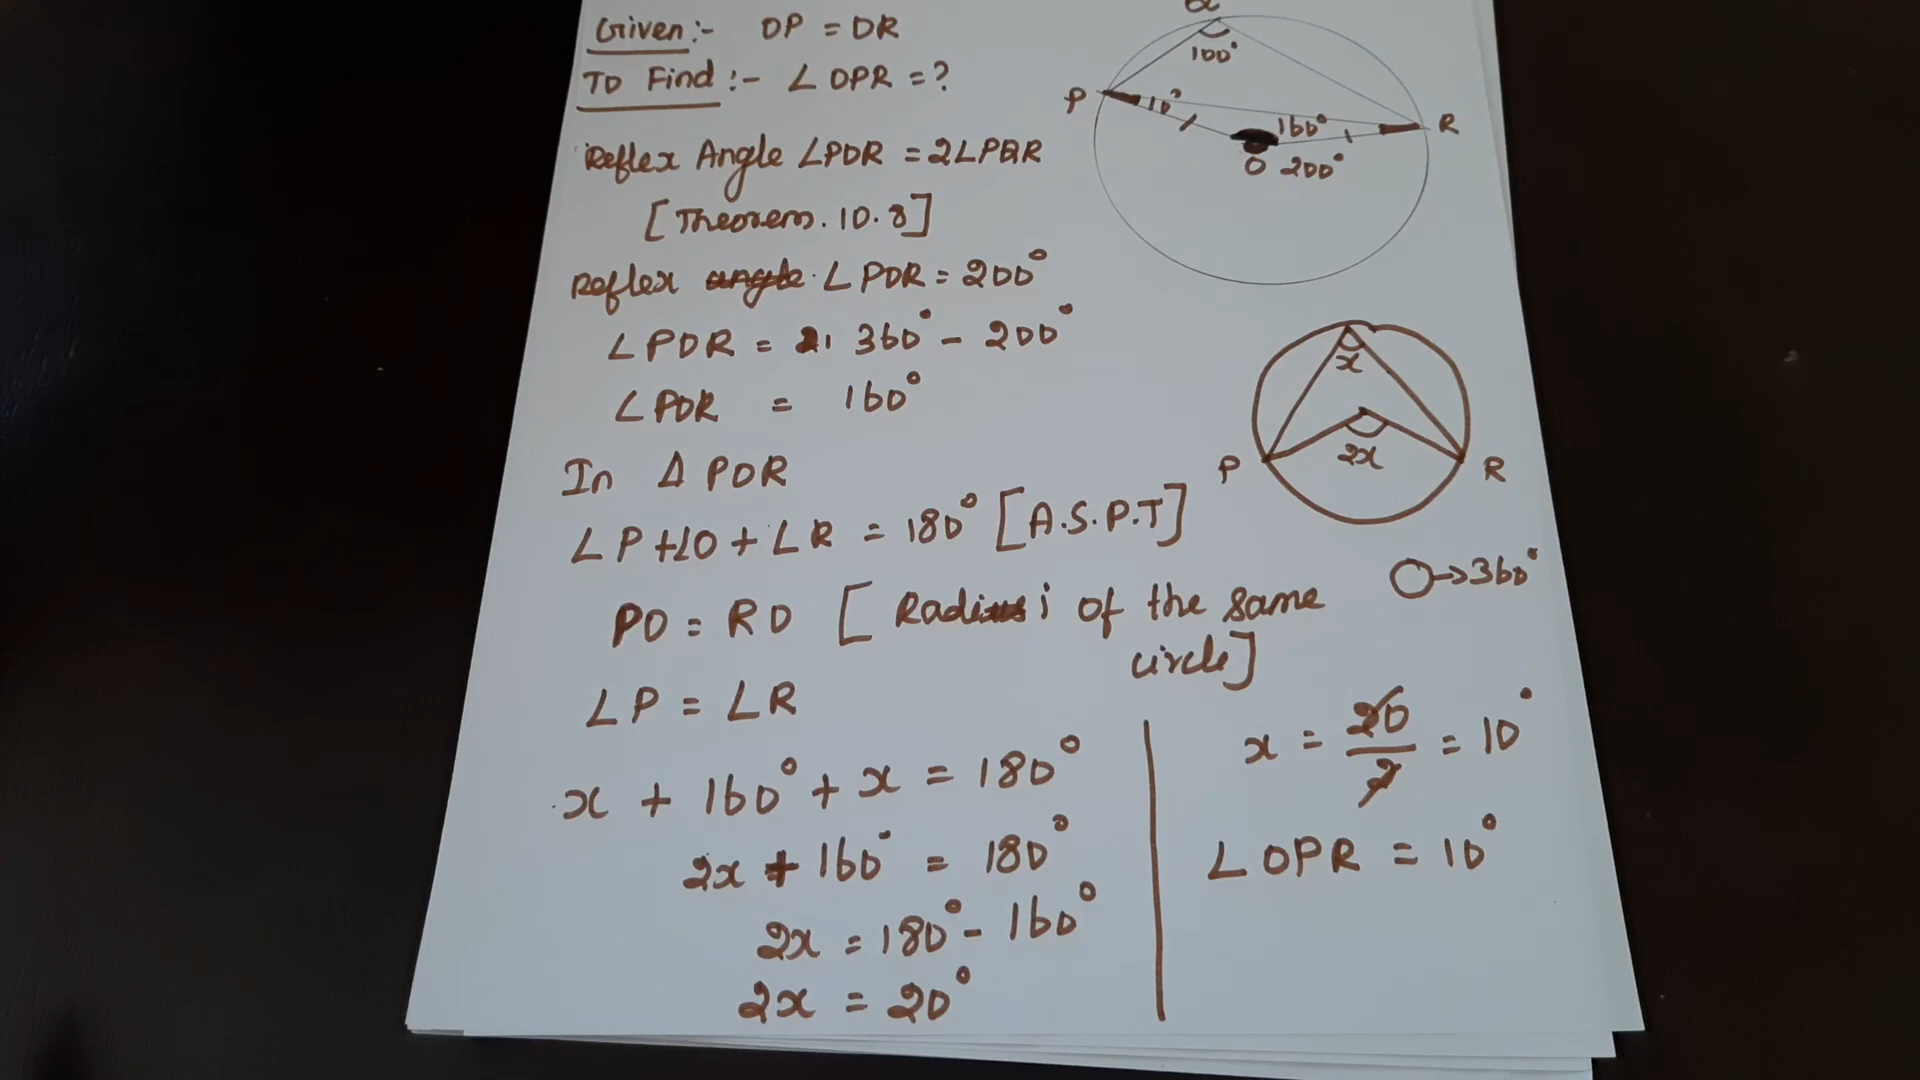 Given :- OP = OR
To Find :- ∠OPR = ?
Reflex Angle ∠POR = 2∠PQR
[Theorem. 10.8]
Reflex angle ∠POR = 200°
∠POR = 360° - 200°
∠POR = 160°
In Δ POR
∠P + ∠O + ∠R = 180° [A.S.P.T]
PO = RO [Radii of the same
circle]
∠P = ∠R
x + 160° + x = 180°
2x + 160° = 180°
2x = 180° - 160°
2x = 20°
x = 20/2 = 10°
∠OPR = 10°
Q
100°
P
10°
160°
R
O 200°
x
2x
P
R
O→360°